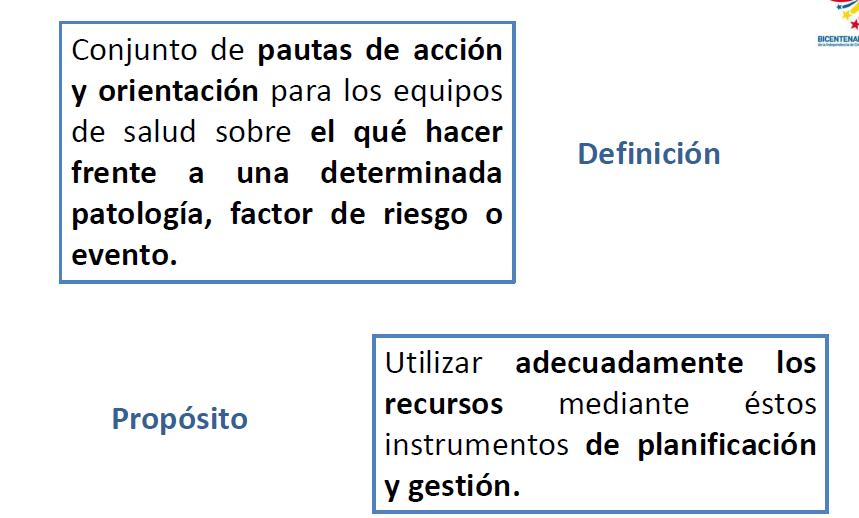 BICENTENA
Conjunto de pautas de acción
y orientación para los equipos
de salud sobre el qué hacer
frente a una determinada
patología, factor de riesgo o
evento.
Definición
Utilizar adecuadamente los
recursos mediante éstos
instrumentos de planificación
y gestión.
Propósito